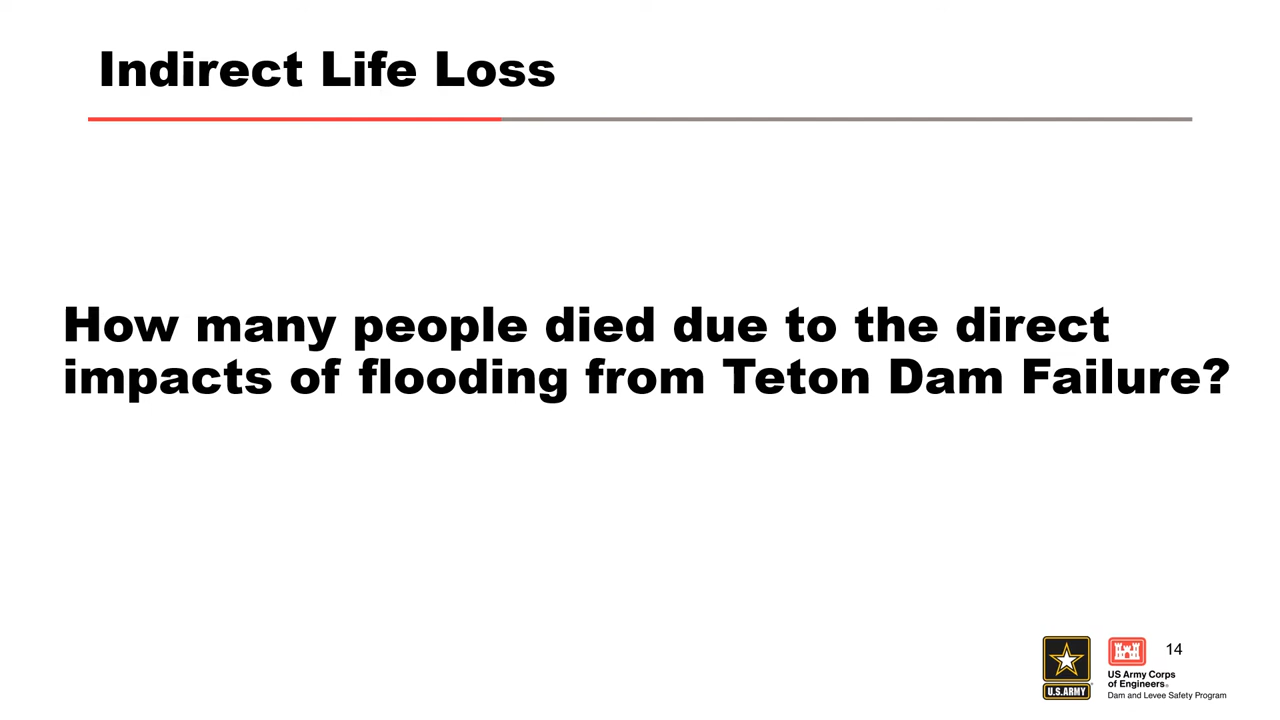 Indirect Life Loss
How many people died due to the direct
impacts of flooding from Teton Dam Failure?
U.S.ARMY
US Army Corps
of Engineers®
Dam and Levee Safety Program
14